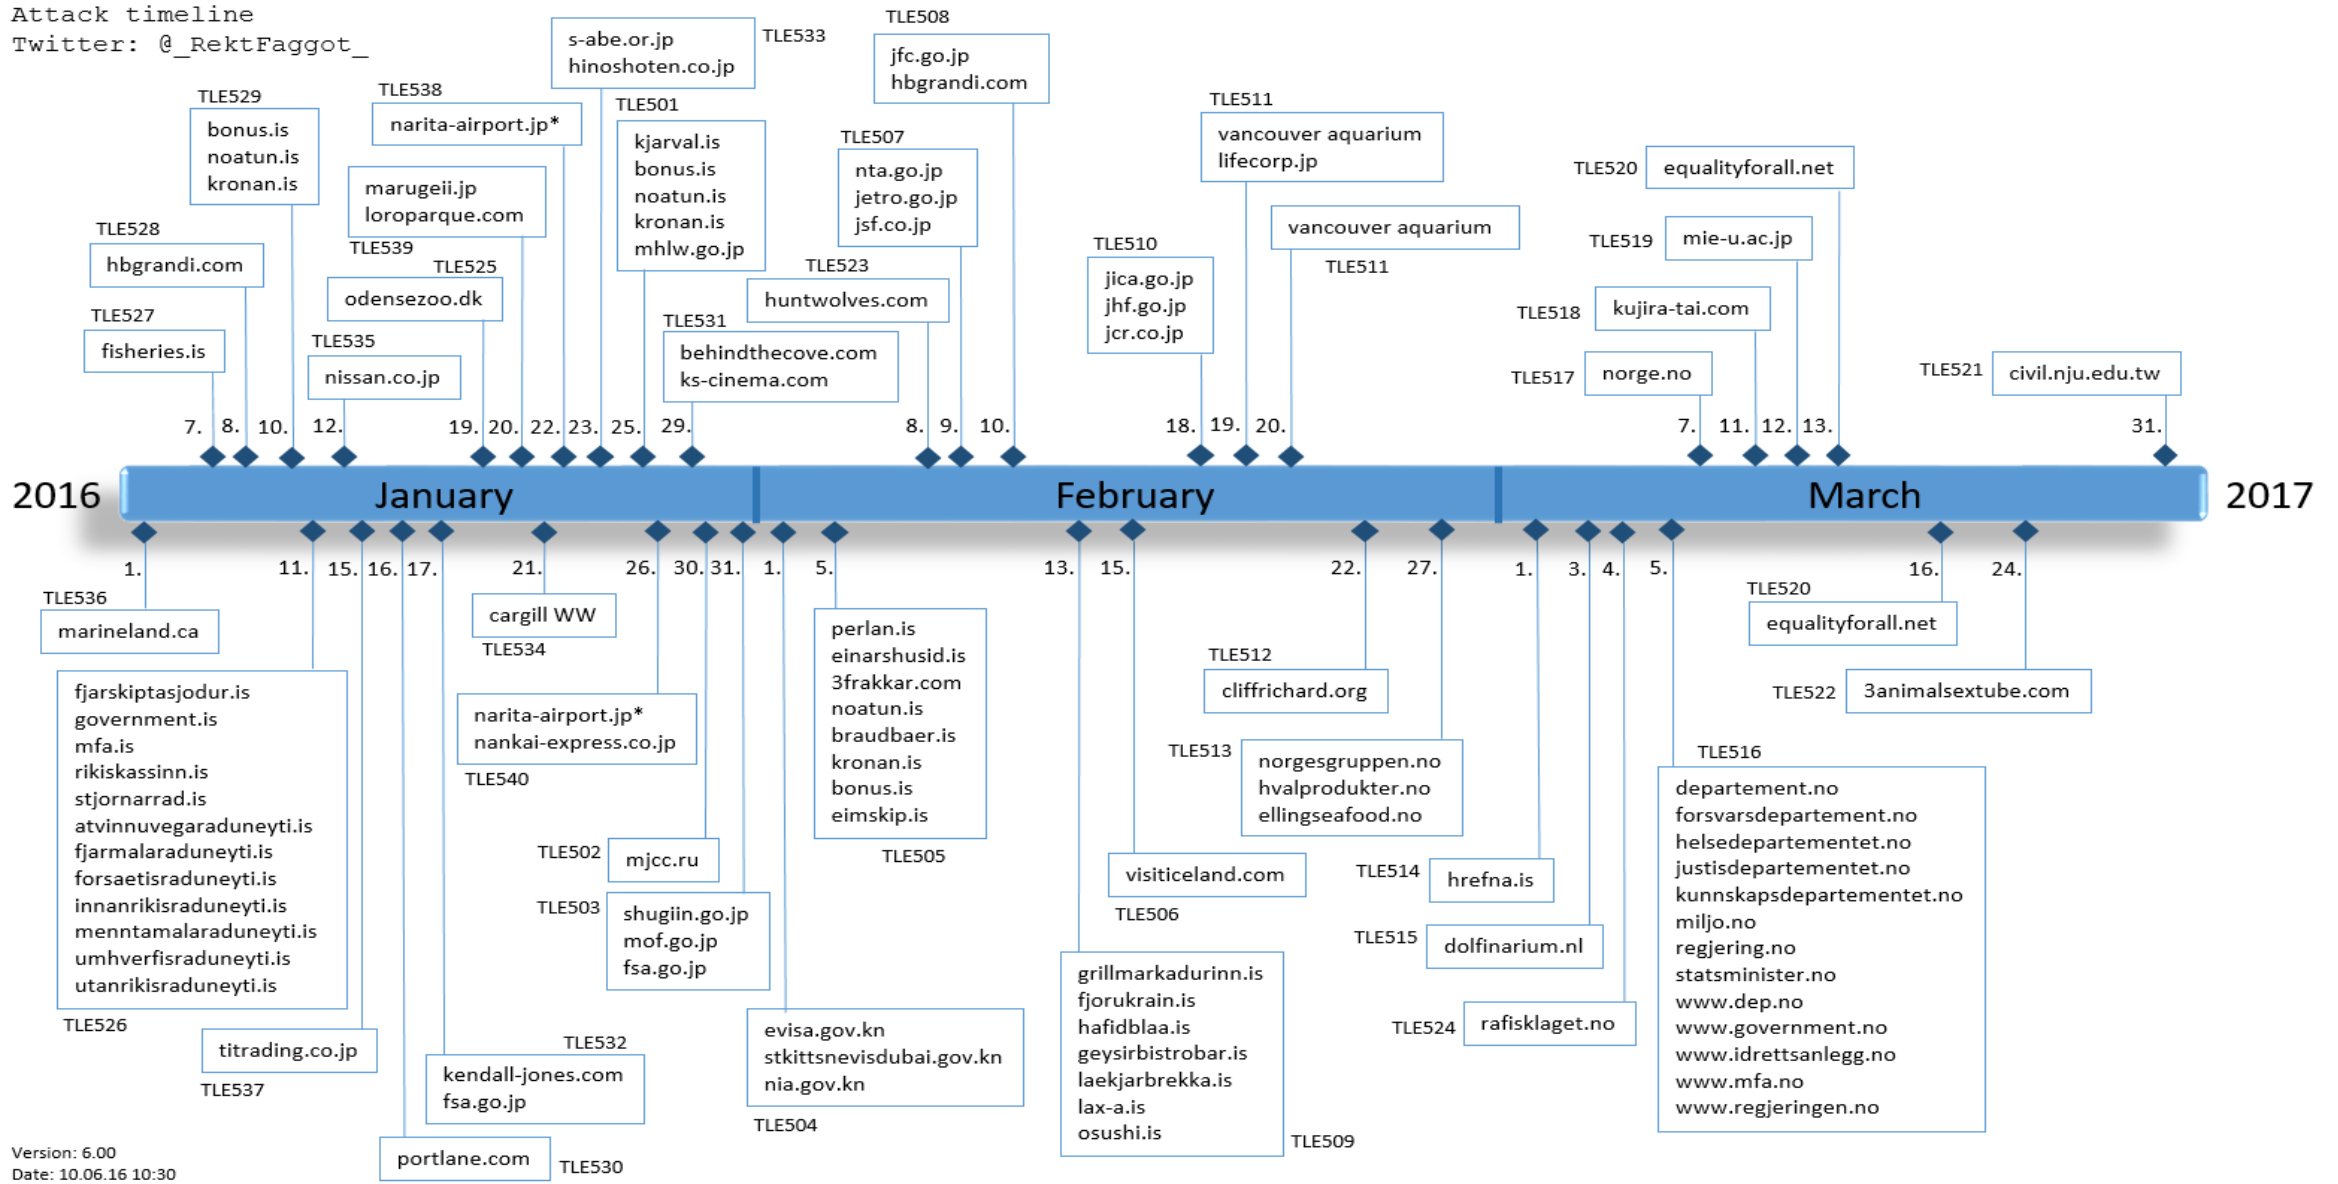 Attack timeline
Twitter: @_RektFaggot_
TLE536
marineland.ca
1.
TLE527
fisheries.is
7.
TLE528
hbgrandi.com
8.
TLE529
bonus.is
noatun.is
kronan.is
10.
11.
fjarskiptasjodur.is
government.is
mfa.is
rikiskassinn.is
stjornarrad.is
atvinnuvegaraduneyti.is
fjarmalaraduneyti.is
forsaetisraduneyti.is
innanrikisraduneyti.is
menntamalaraduneyti.is
umhverfisraduneyti.is
utanrikisraduneyti.is
TLE526
TLE535
nissan.co.jp
12.
15.
titrading.co.jp
TLE537
16.
portlane.com
TLE530
17.
TLE532
kendall-jones.com
fsa.go.jp
TLE525
odensezoo.dk
19.
marugeii.jp
loroparque.com
TLE539
20.
21.
cargill WW
TLE534
TLE538
narita-airport.jp*
22.
s-abe.or.jp
hinoshoten.co.jp
TLE533
23.
TLE501
kjarval.is
bonus.is
noatun.is
kronan.is
mhlw.go.jp
25.
26.
narita-airport.jp*
nankai-express.co.jp
TLE540
TLE531
behindthecove.com
ks-cinema.com
29.
30.
TLE502
mjcc.ru
31.
TLE503
shugiin.go.jp
mof.go.jp
fsa.go.jp
2016
January
February
March
2017
1.
evisa.gov.kn
stkittsnevisdubai.gov.kn
nia.gov.kn
TLE504
5.
perlan.is
einarshusid.is
3frakkar.com
noatun.is
braudbaer.is
kronan.is
bonus.is
eimskip.is
TLE505
TLE523
huntwolves.com
8.
TLE507
nta.go.jp
jetro.go.jp
jsf.co.jp
9.
TLE508
jfc.go.jp
hbgrandi.com
10.
13.
grillmarkadurinn.is
fjorukrain.is
hafidblaa.is
geysirbistrobar.is
laekjarbrekka.is
lax-a.is
osushi.is
TLE509
15.
visiticeland.com
TLE506
TLE510
jica.go.jp
jhf.go.jp
jcr.co.jp
18.
TLE511
vancouver aquarium
lifecorp.jp
19.
vancouver aquarium
TLE511
20.
22.
TLE512
cliffrichard.org
27.
TLE513
norgesgruppen.no
hvalprodukter.no
ellingseafood.no
1.
TLE514
hrefna.is
3.
TLE515
dolfinarium.nl
4.
TLE524
rafisklaget.no
5.
TLE516
departement.no
forsvarsdepartement.no
helsedepartementet.no
justisdepartementet.no
kunnskapsdepartementet.no
miljo.no
regjering.no
statsminister.no
www.dep.no
www.government.no
www.idrettsanlegg.no
www.mfa.no
www.regjeringen.no
TLE517
norge.no
7.
TLE518
kujira-tai.com
11.
TLE519
mie-u.ac.jp
12.
TLE520
equalityforall.net
13.
16.
TLE520
equalityforall.net
24.
TLE522
3animalsextube.com
TLE521
civil.nju.edu.tw
31.
Version: 6.00
Date: 10.06.16 10:30